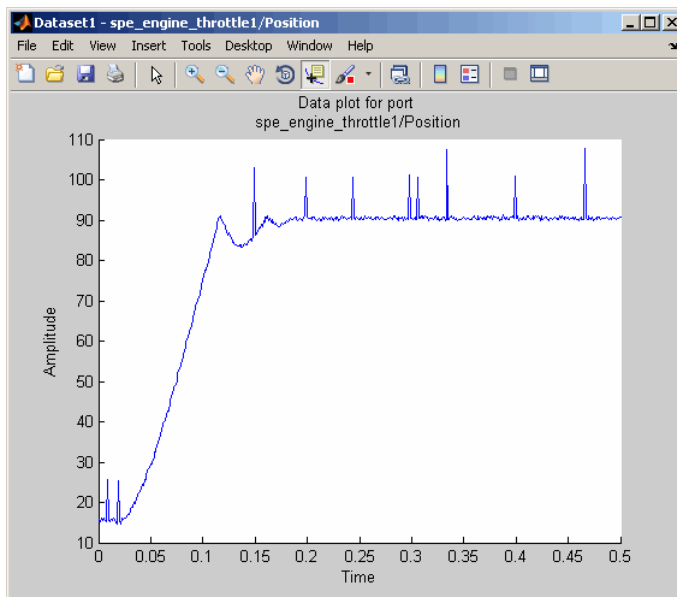 Dataset1 - spe_engine_throttle1/Position
File Edit View Insert Tools Desktop Window Help
Data plot for port
spe_engine_throttle1/Position
110
100
90
80
70
60
50
40
30
20
10
Amplitude
0 0.05 0.1 0.15 0.2 0.25 0.3 0.35 0.4 0.45 0.5
Time